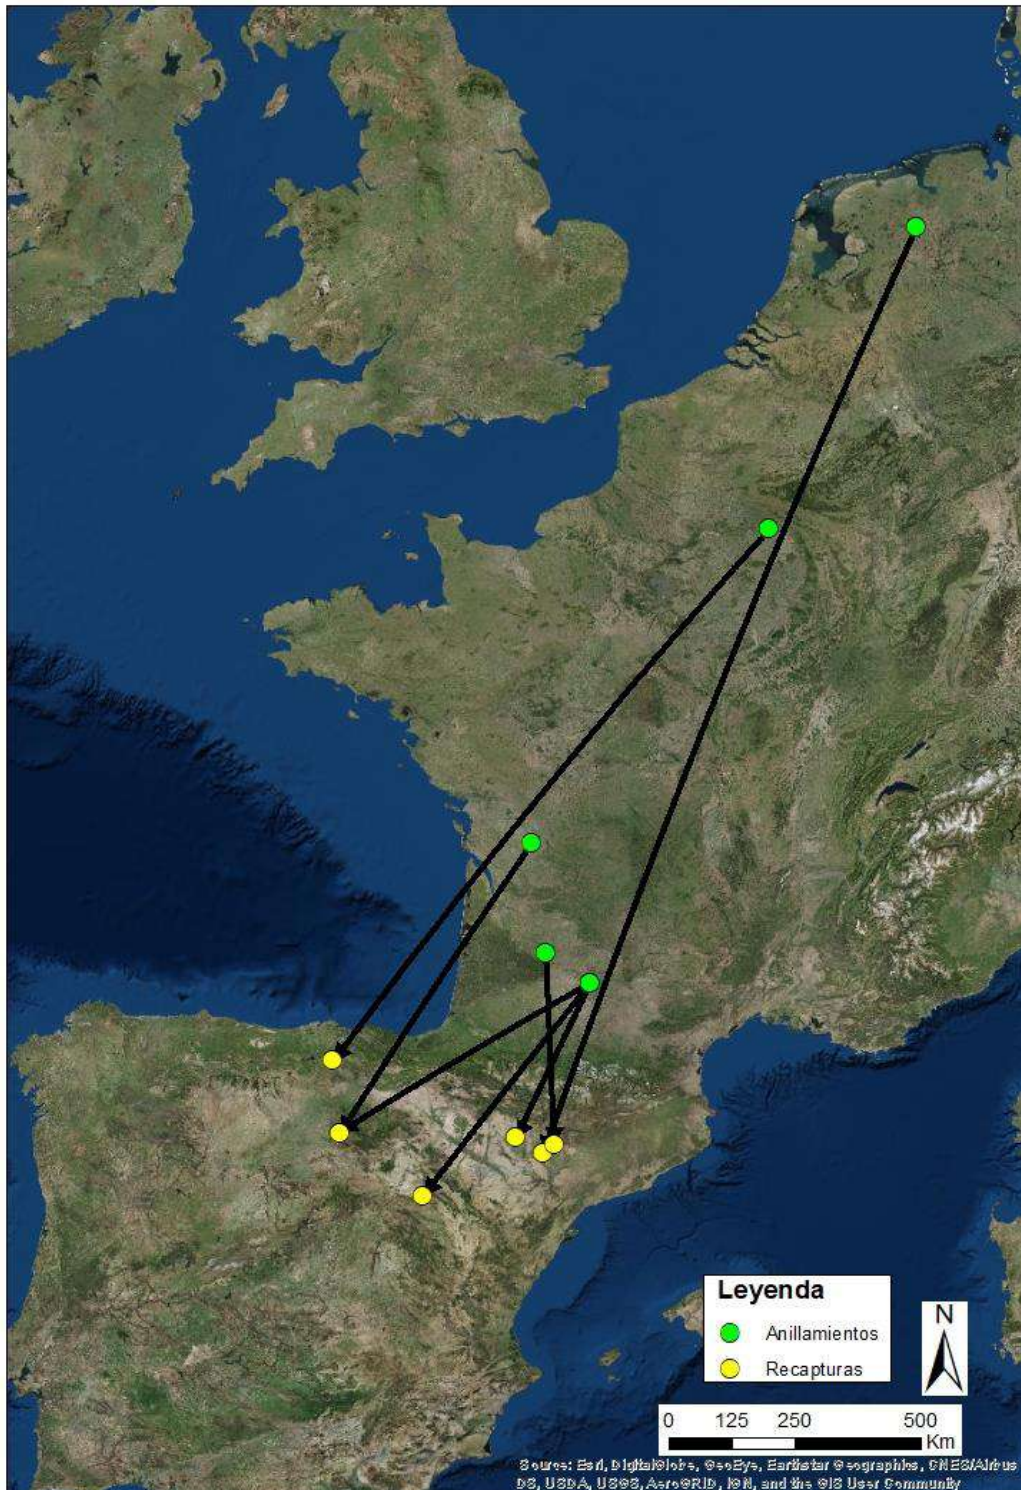 Leyenda
Anillamientos
Recapturas
N
0 125 250 500
Km
Source: Esri, DigitalGlobe, GeoEye, Earthstar Geographics, CNES/Airbus
DS, USDA, USGS, AeroGRID, IGN, and the GIS User Community